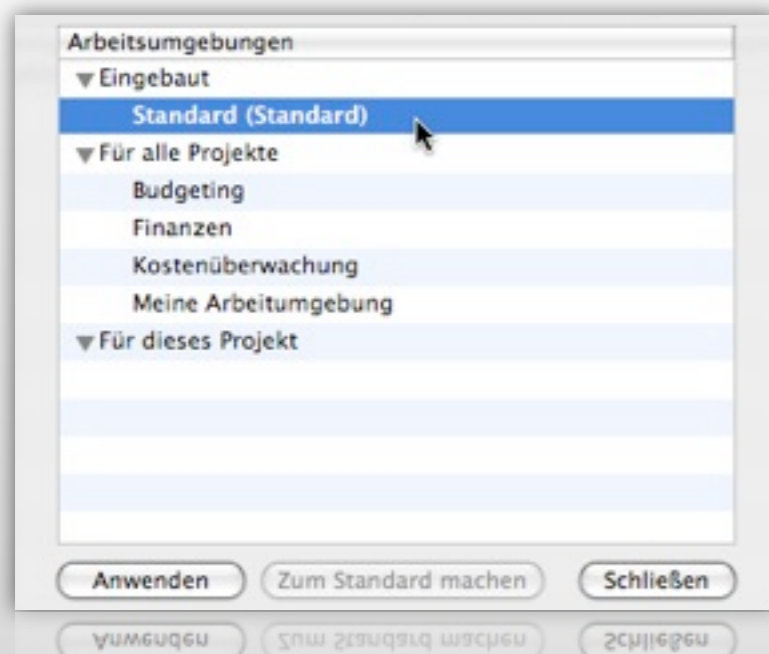 Arbeitsumgebungen
Eingebaut
Standard (Standard)
Für alle Projekte
Budgeting
Finanzen
Kostenüberwachung
Meine Arbeitumgebung
Für dieses Projekt
Anwenden Zum Standard machen Schließen